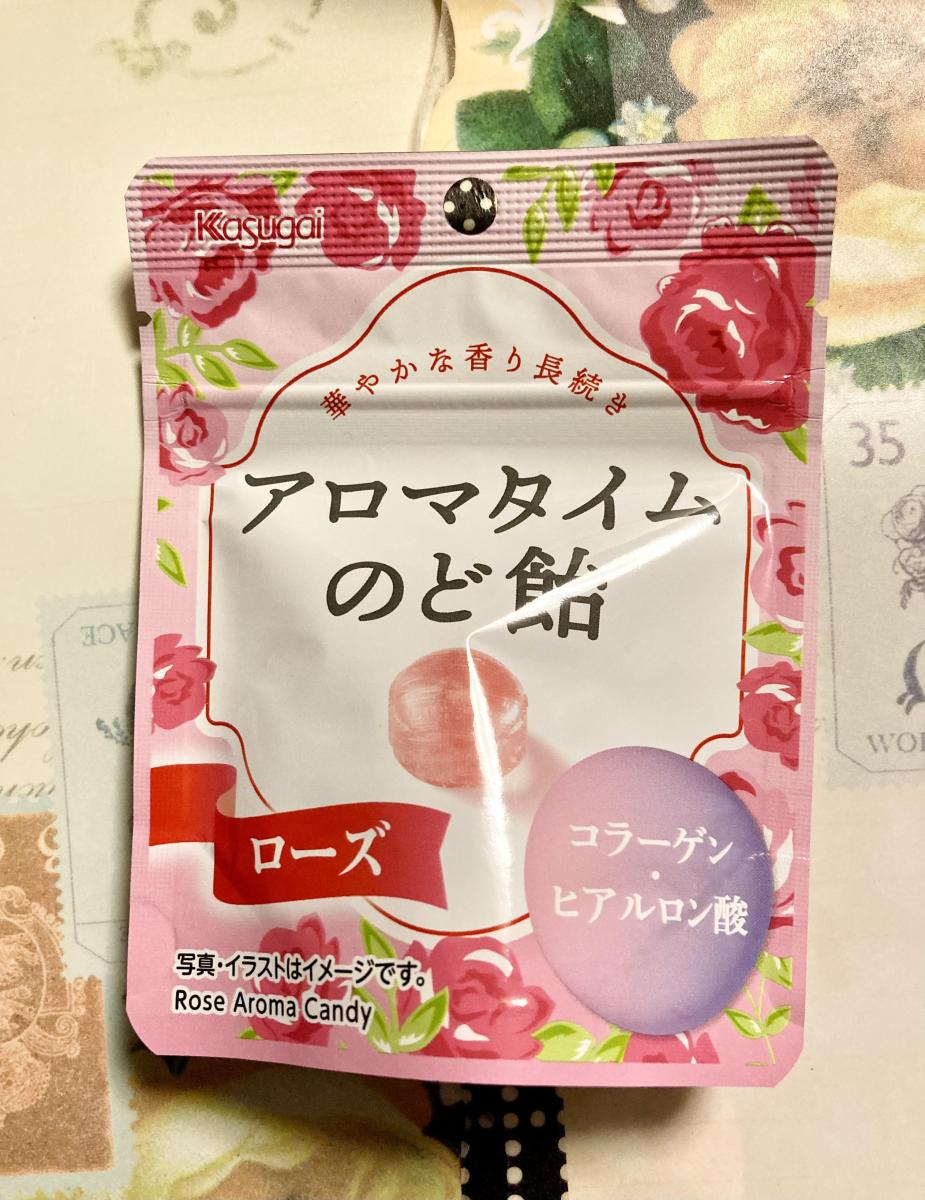 Kasugai
華やかな香り長続き
アロマタイム
のど飴
ローズ
コラーゲン
・
ヒアルロン酸
写真・イラストはイメージです。
Rose Aroma Candy
35